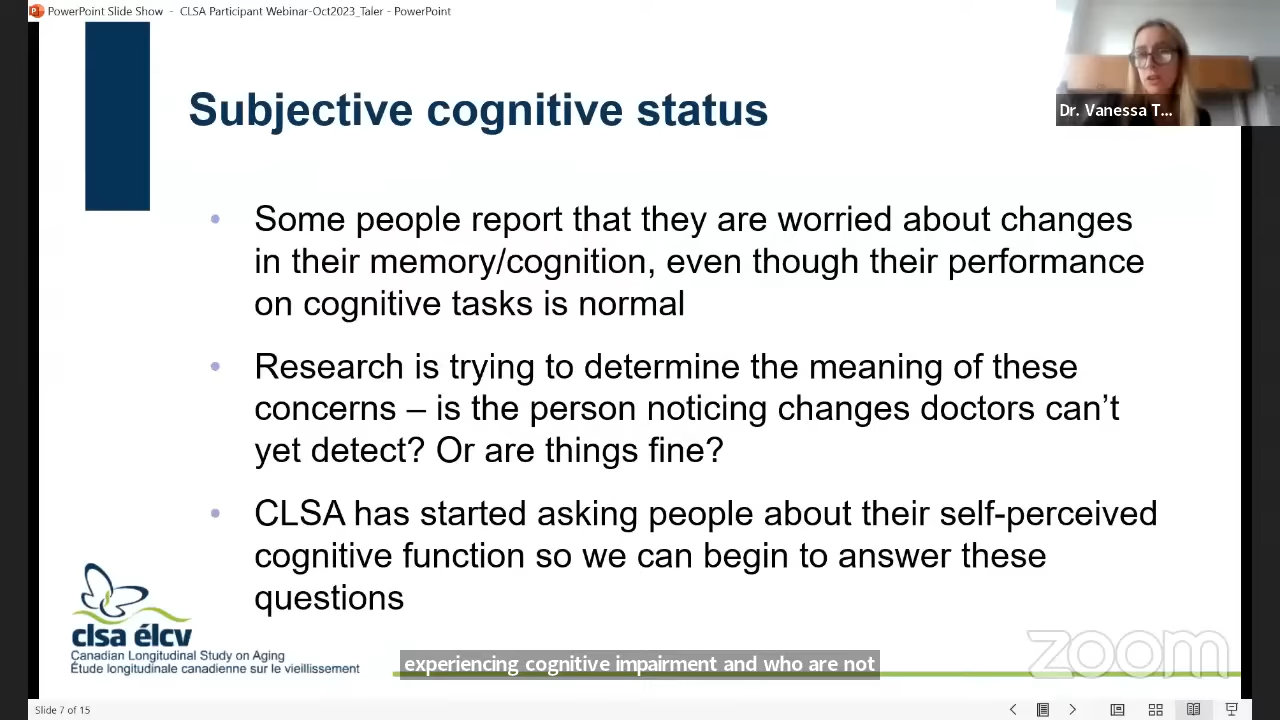 PowerPoint Slide Show - CLSA Participant Webinar-Oct2023_Taler - PowerPoint
Dr. Vanessa T...
Subjective cognitive status
• Some people report that they are worried about changes
in their memory/cognition, even though their performance
on cognitive tasks is normal
• Research is trying to determine the meaning of these
concerns – is the person noticing changes doctors can't
yet detect? Or are things fine?
• CLSA has started asking people about their self-perceived
cognitive function so we can begin to answer these
questions
clsa élcv
Canadian Longitudinal Study on Aging
Étude longitudinale canadienne sur le vieillissement
experiencing cognitive impairment and who are not
zoom
Slide 7 of 15